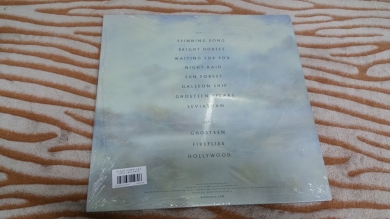 SPINNING SONG
BRIGHT HORSES
WAITING FOR YOU
NIGHT RAID
SUN FOREST
GALLEON SHIP
GHOSTEEN SPEAKS
LEVIATHAN
GHOSTEEN
FIREFLIES
HOLLYWOOD